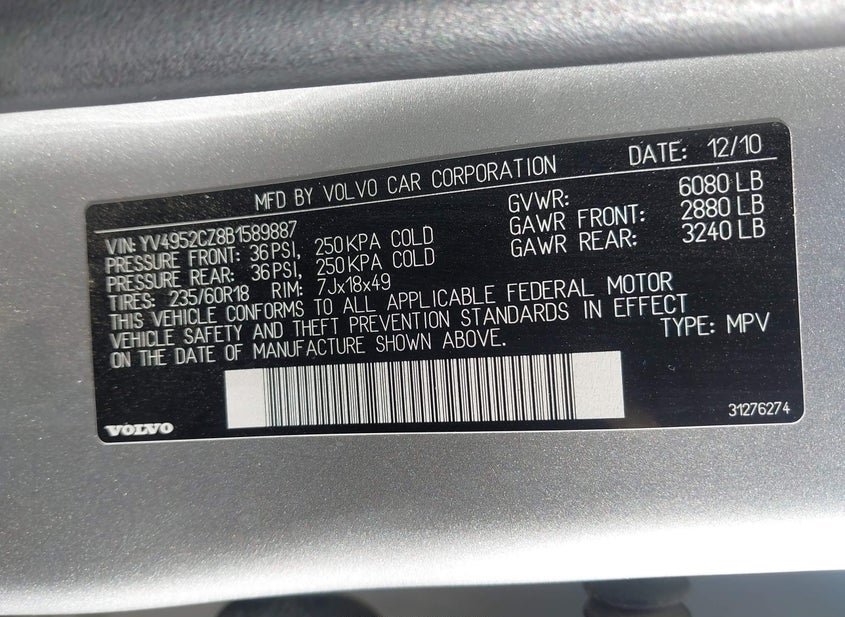 MFD BY VOLVO CAR CORPORATION DATE: 12/10
VIN: YV4952CZ8B1589887 GVWR: 6080 LB
PRESSURE FRONT: 36PSI, 250KPA COLD GAWR FRONT: 2880 LB
PRESSURE REAR: 36PSI, 250KPA COLD GAWR REAR: 3240 LB
TIRES: 235/60R18 RIM: 7Jx18x49
THIS VEHICLE CONFORMS TO ALL APPLICABLE FEDERAL MOTOR
VEHICLE SAFETY AND THEFT PREVENTION STANDARDS IN EFFECT
ON THE DATE OF MANUFACTURE SHOWN ABOVE. TYPE: MPV
VOLVO 31276274